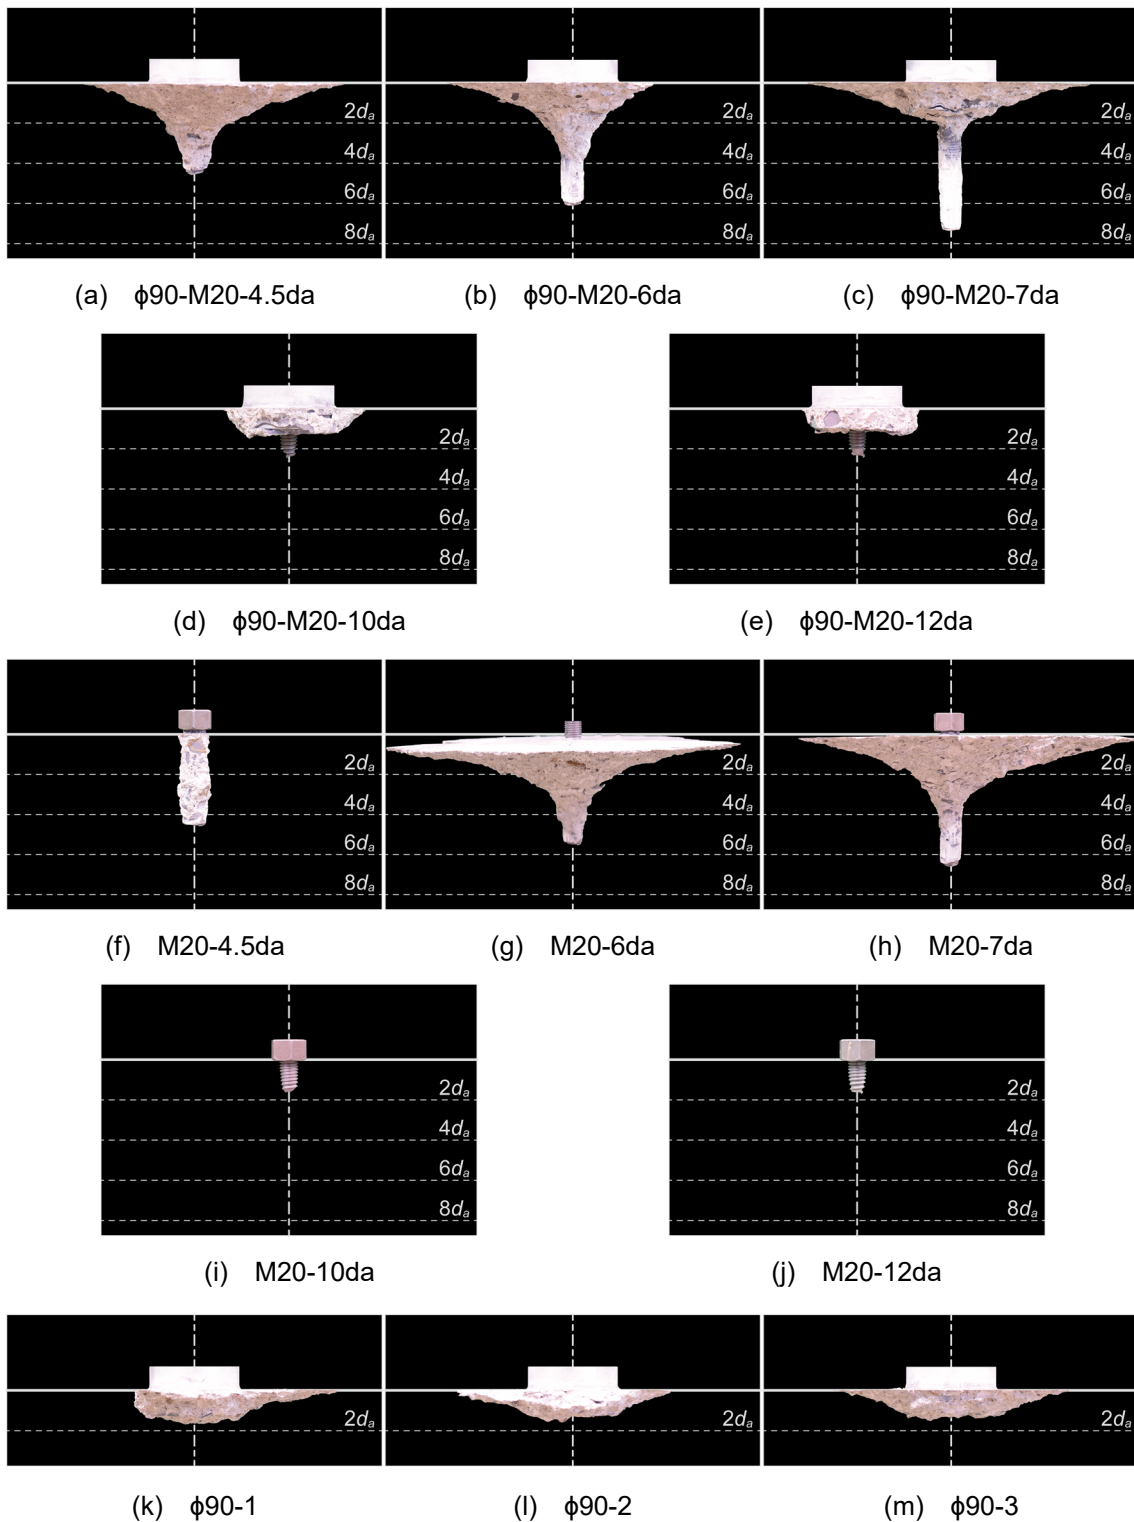 2da 2da 2da
4da 4da 4da
6da 6da 6da
8da 8da 8da
(a) ϕ90-M20-4.5da (b) ϕ90-M20-6da (c) ϕ90-M20-7da
2da 2da
4da 4da
6da 6da
8da 8da
(d) ϕ90-M20-10da (e) ϕ90-M20-12da
2da 2da 2da
4da 4da 4da
6da 6da 6da
8da 8da 8da
(f) M20-4.5da (g) M20-6da (h) M20-7da
2da 2da
4da 4da
6da 6da
8da 8da
(i) M20-10da (j) M20-12da
2da 2da 2da
(k) ϕ90-1 (l) ϕ90-2 (m) ϕ90-3